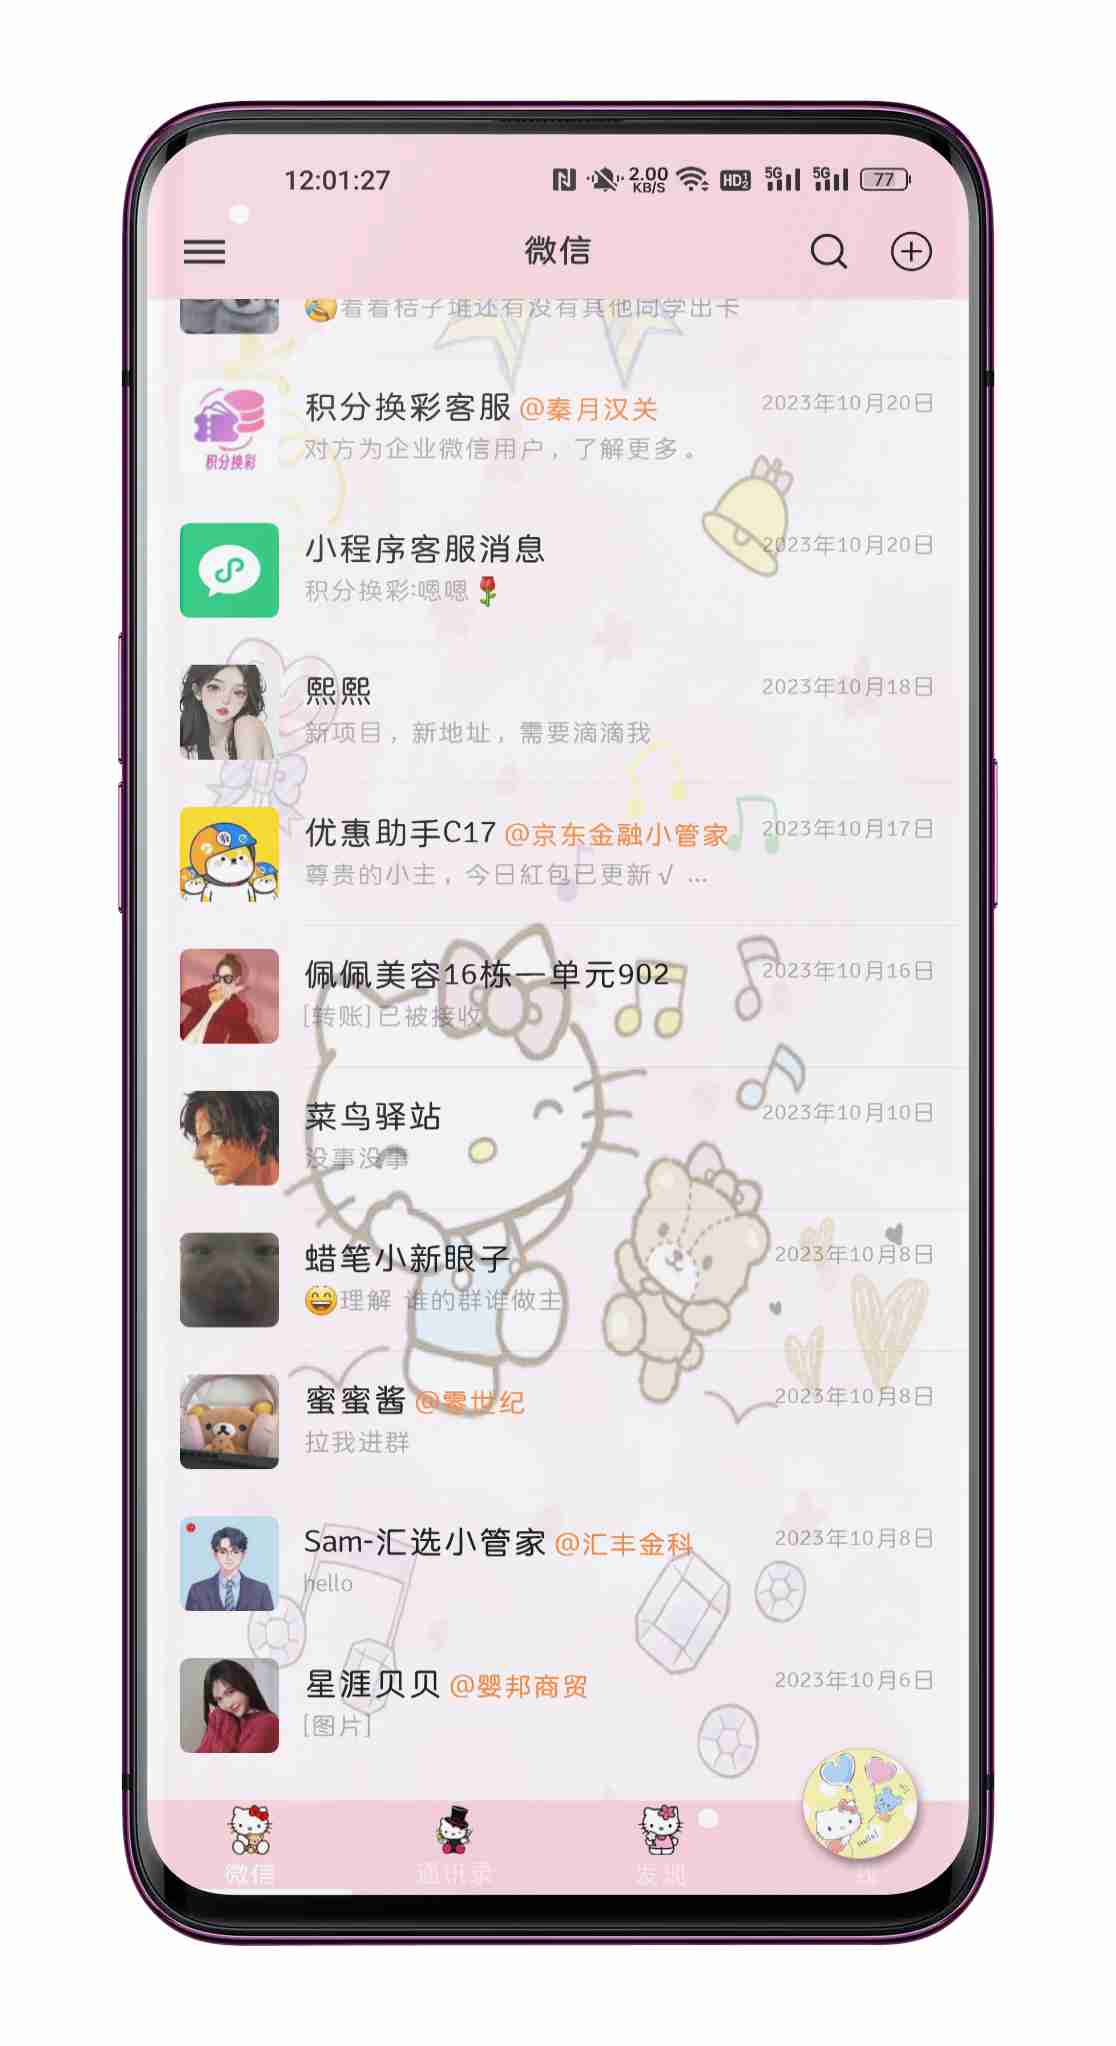 12:01:27
2.00
KB/S
HD
5G
5G
77
微信
看看桔子堆还有没有其他同学出卡
积分换彩客服 @秦月汉关
2023年10月20日
对方为企业微信用户，了解更多。
积分换彩
小程序客服消息
2023年10月20日
积分换彩:嗯嗯
熙熙
2023年10月18日
新项目，新地址，需要滴滴我
优惠助手C17 @京东金融小管家
2023年10月17日
尊贵的小主，今日红包已更新√ ...
佩佩美容16栋一单元902
2023年10月16日
[转账]已被接收
菜鸟驿站
2023年10月10日
没事没事
蜡笔小新眼子
2023年10月8日
理解 谁的群谁做主
蜜蜜酱 @零世纪
2023年10月8日
拉我进群
Sam-汇选小管家 @汇丰金科
2023年10月8日
hello
星涯贝贝 @婴邦商贸
2023年10月6日
[图片]
Hello!
微信
通讯录
发现